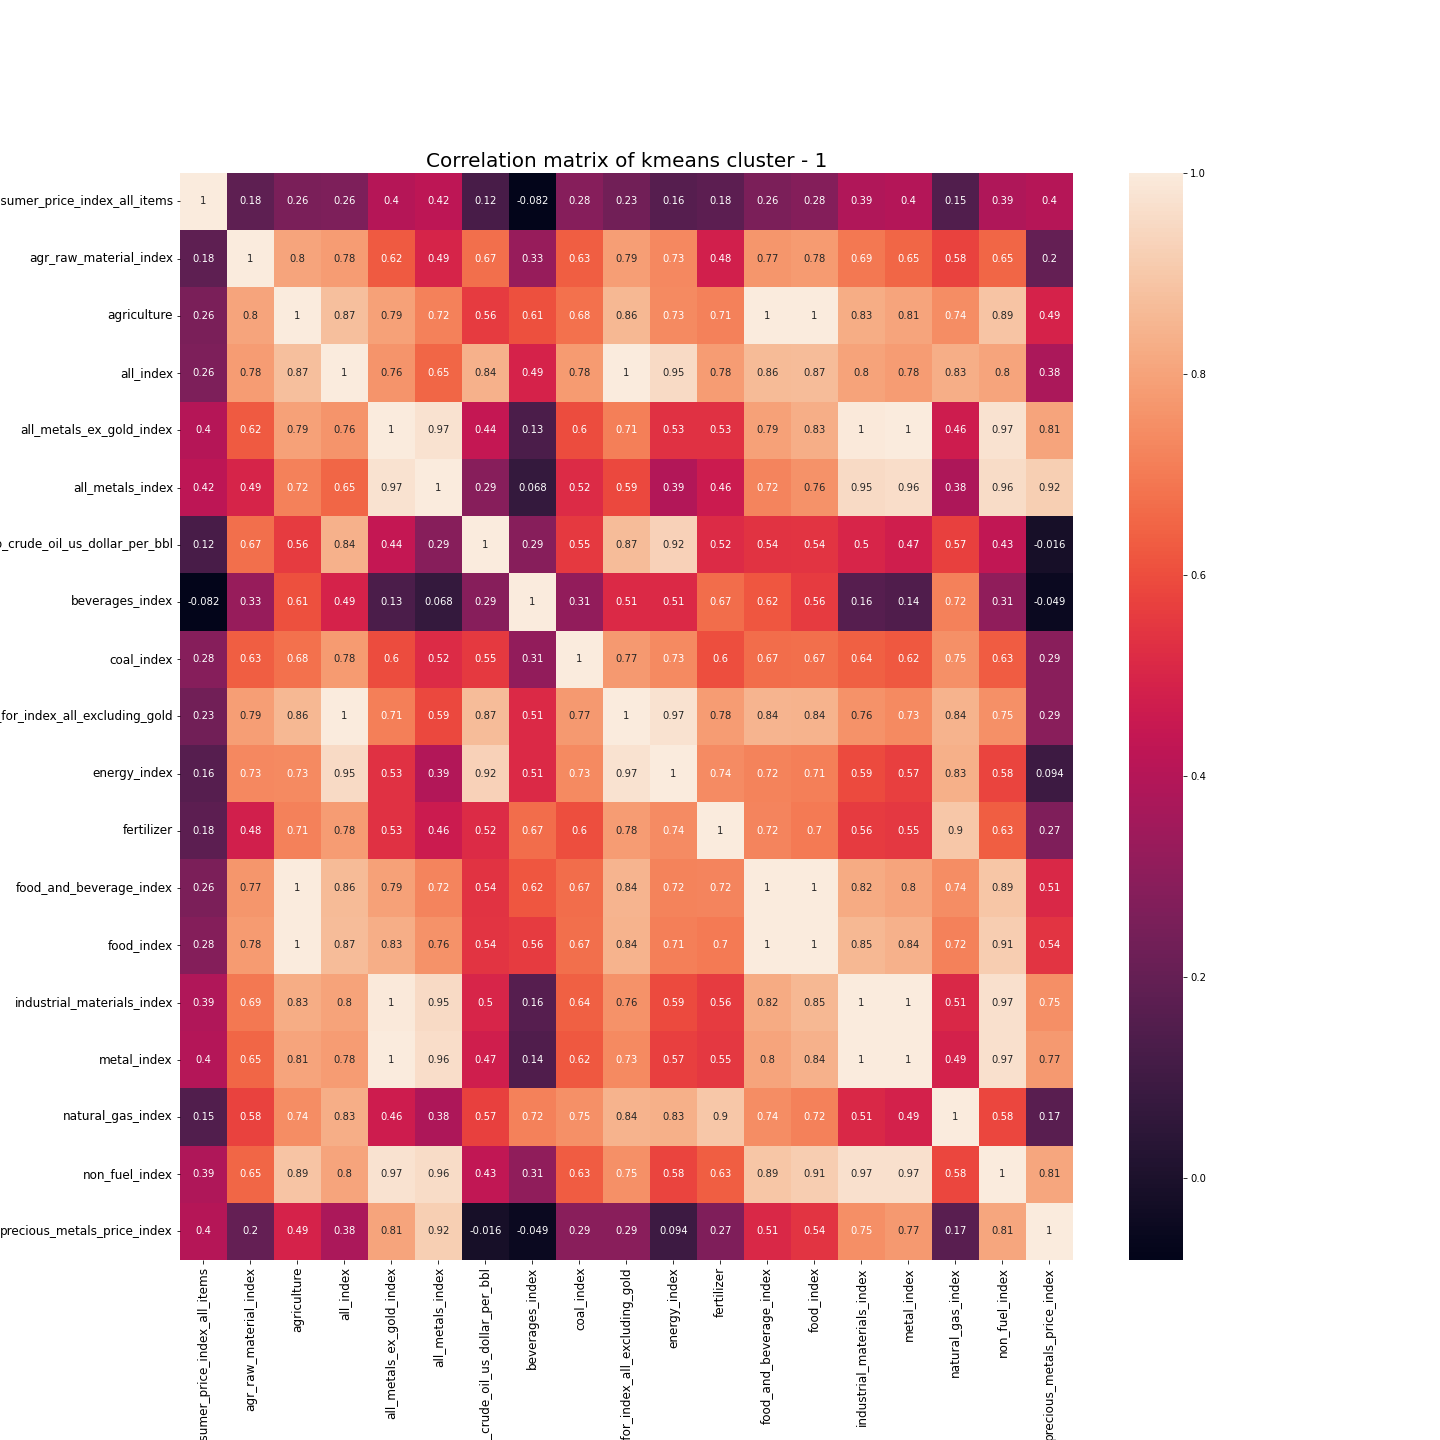 Correlation matrix of kmeans cluster - 1
sumer_price_index_all_items 1 0.18 0.26 0.26 0.4 0.42 0.12 -0.082 0.28 0.23 0.16 0.18 0.26 0.28 0.39 0.4 0.15 0.39 0.4
agr_raw_material_index 0.18 1 0.8 0.78 0.62 0.49 0.67 0.33 0.63 0.79 0.73 0.48 0.77 0.78 0.69 0.65 0.58 0.65 0.2
agriculture 0.26 0.8 1 0.87 0.79 0.72 0.56 0.61 0.68 0.86 0.73 0.71 1 1 0.83 0.81 0.74 0.89 0.49
all_index 0.26 0.78 0.87 1 0.76 0.65 0.84 0.49 0.78 1 0.95 0.78 0.86 0.87 0.8 0.78 0.83 0.8 0.38
all_metals_ex_gold_index 0.4 0.62 0.79 0.76 1 0.97 0.44 0.13 0.6 0.71 0.53 0.53 0.79 0.83 1 1 0.46 0.97 0.81
all_metals_index 0.42 0.49 0.72 0.65 0.97 1 0.29 0.068 0.52 0.59 0.39 0.46 0.72 0.76 0.95 0.96 0.38 0.96 0.92
_crude_oil_us_dollar_per_bbl 0.12 0.67 0.56 0.84 0.44 0.29 1 0.29 0.55 0.87 0.92 0.52 0.54 0.54 0.5 0.47 0.57 0.43 -0.016
beverages_index -0.082 0.33 0.61 0.49 0.13 0.068 0.29 1 0.31 0.51 0.51 0.67 0.62 0.56 0.16 0.14 0.72 0.31 -0.049
coal_index 0.28 0.63 0.68 0.78 0.6 0.52 0.55 0.31 1 0.77 0.73 0.6 0.67 0.67 0.64 0.62 0.75 0.63 0.29
_for_index_all_excluding_gold 0.23 0.79 0.86 1 0.71 0.59 0.87 0.51 0.77 1 0.97 0.78 0.84 0.84 0.76 0.73 0.84 0.75 0.29
energy_index 0.16 0.73 0.73 0.95 0.53 0.39 0.92 0.51 0.73 0.97 1 0.74 0.72 0.71 0.59 0.57 0.83 0.58 0.094
fertilizer 0.18 0.48 0.71 0.78 0.53 0.46 0.52 0.67 0.6 0.78 0.74 1 0.72 0.7 0.56 0.55 0.9 0.63 0.27
food_and_beverage_index 0.26 0.77 1 0.86 0.79 0.72 0.54 0.62 0.67 0.84 0.72 0.72 1 1 0.82 0.8 0.74 0.89 0.51
food_index 0.28 0.78 1 0.87 0.83 0.76 0.54 0.56 0.67 0.84 0.71 0.7 1 1 0.85 0.84 0.72 0.91 0.54
industrial_materials_index 0.39 0.69 0.83 0.8 1 0.95 0.5 0.16 0.64 0.76 0.59 0.56 0.82 0.85 1 1 0.51 0.97 0.75
metal_index 0.4 0.65 0.81 0.78 1 0.96 0.47 0.14 0.62 0.73 0.57 0.55 0.8 0.84 1 1 0.49 0.97 0.77
natural_gas_index 0.15 0.58 0.74 0.83 0.46 0.38 0.57 0.72 0.75 0.84 0.83 0.9 0.74 0.72 0.51 0.49 1 0.58 0.17
non_fuel_index 0.39 0.65 0.89 0.8 0.97 0.96 0.43 0.31 0.63 0.75 0.58 0.63 0.89 0.91 0.97 0.97 0.58 1 0.81
precious_metals_price_index 0.4 0.2 0.49 0.38 0.81 0.92 -0.016 -0.049 0.29 0.29 0.094 0.27 0.51 0.54 0.75 0.77 0.17 0.81 1
sumer_price_index_all_items
agr_raw_material_index
agriculture
all_index
all_metals_ex_gold_index
all_metals_index
_crude_oil_us_dollar_per_bbl
beverages_index
coal_index
for_index_all_excluding_gold
energy_index
fertilizer
food_and_beverage_index
food_index
industrial_materials_index
metal_index
natural_gas_index
non_fuel_index
precious_metals_price_index
1.0
0.8
0.6
0.4
0.2
0.0